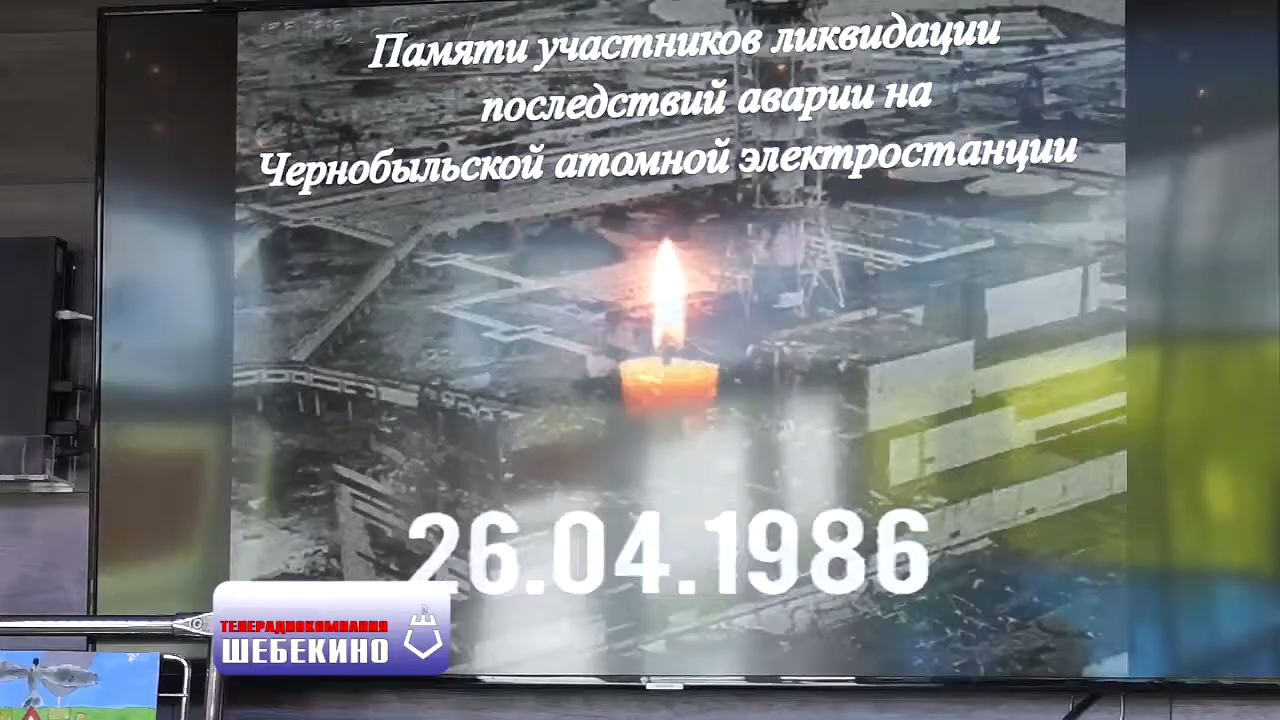 Памяти участников ликвидации
последствий аварии на
Чернобыльской атомной электростанции
26.04.1986
ТЕЛЕРАДИОКОМПАНИЯ
ШЕБЕКИНО